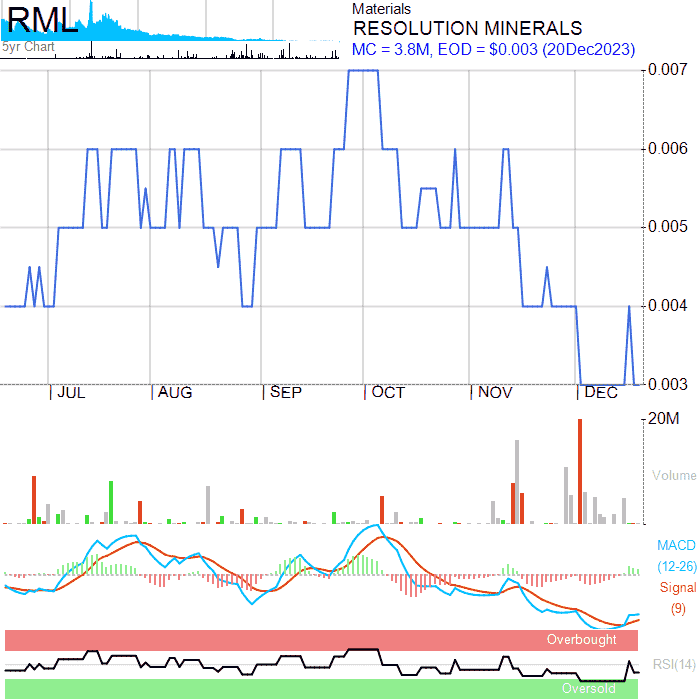 RML
5yr Chart
Materials
RESOLUTION MINERALS
MC = 3.8M, EOD = $0.003 (20Dec2023)
0.007
0.006
0.005
0.004
0.003
JUL AUG SEP OCT NOV DEC
20M
Volume
MACD
(12-26)
Signal
(9)
Overbought
RSI(14)
Oversold